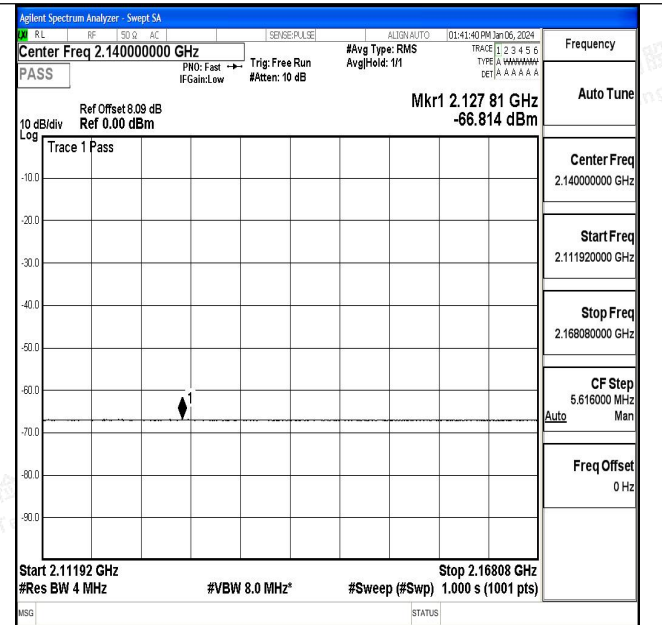 Agilent Spectrum Analyzer - Swept SA
RL RF 50 Ω AC SENSE:PULSE ALIGN AUTO 01:41:40 PM Jan 06, 2024
Center Freq 2.140000000 GHz
PASS
PNO: Fast
IFGain:Low
Trig: Free Run
#Atten: 10 dB
#Avg Type: RMS
Avg|Hold: 1/1
TRACE 1 2 3 4 5 6
TYPE A WWWWW
DET A A A A A A
Ref Offset 8.09 dB
10 dB/div Ref 0.00 dBm
Log
Mkr1 2.127 81 GHz
-66.814 dBm
Trace 1 Pass
-10.0
-20.0
-30.0
-40.0
-50.0
-60.0
-70.0
-80.0
-90.0
1
Start 2.11192 GHz Stop 2.16808 GHz
#Res BW 4 MHz #VBW 8.0 MHz* #Sweep (#Swp) 1.000 s (1001 pts)
MSG STATUS
Frequency
Auto Tune
Center Freq
2.140000000 GHz
Start Freq
2.111920000 GHz
Stop Freq
2.168080000 GHz
CF Step
5.616000 MHz
Auto Man
Freq Offset
0 Hz